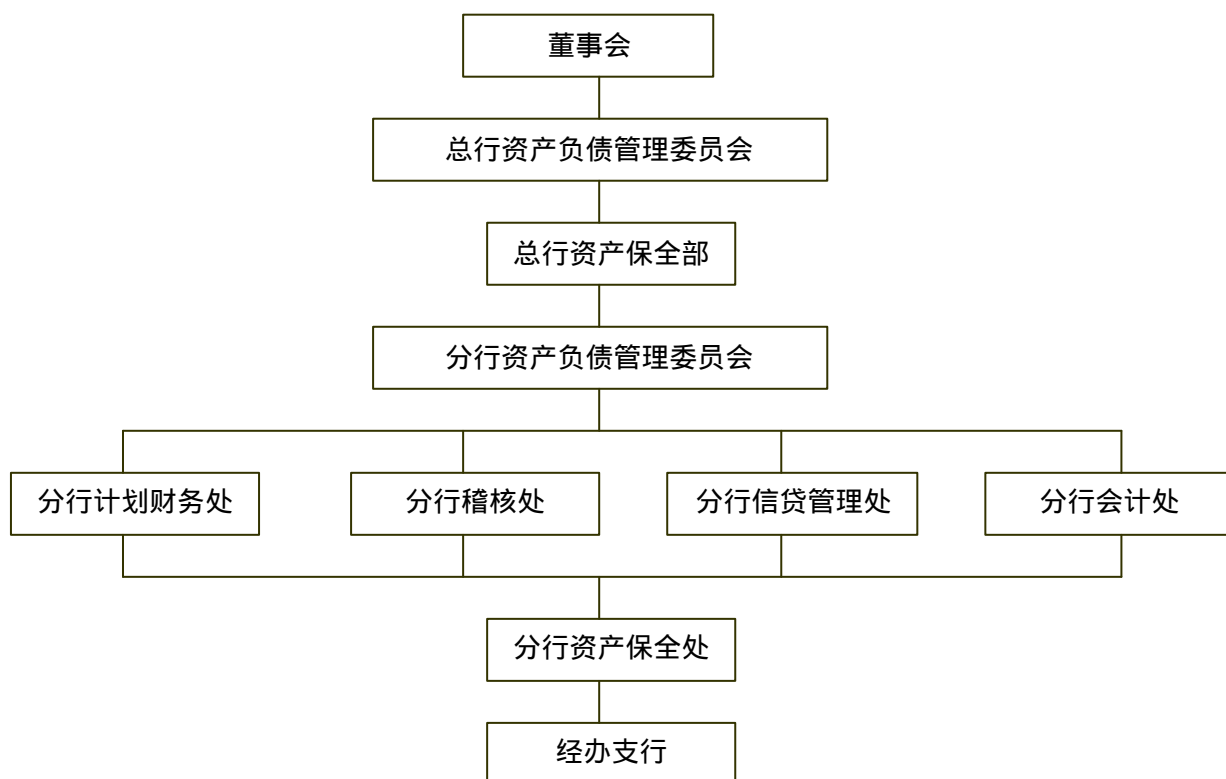 董事会
总行资产负债管理委员会
总行资产保全部
分行资产负债管理委员会
分行计划财务处
分行稽核处
分行信贷管理处
分行会计处
分行资产保全处
经办支行